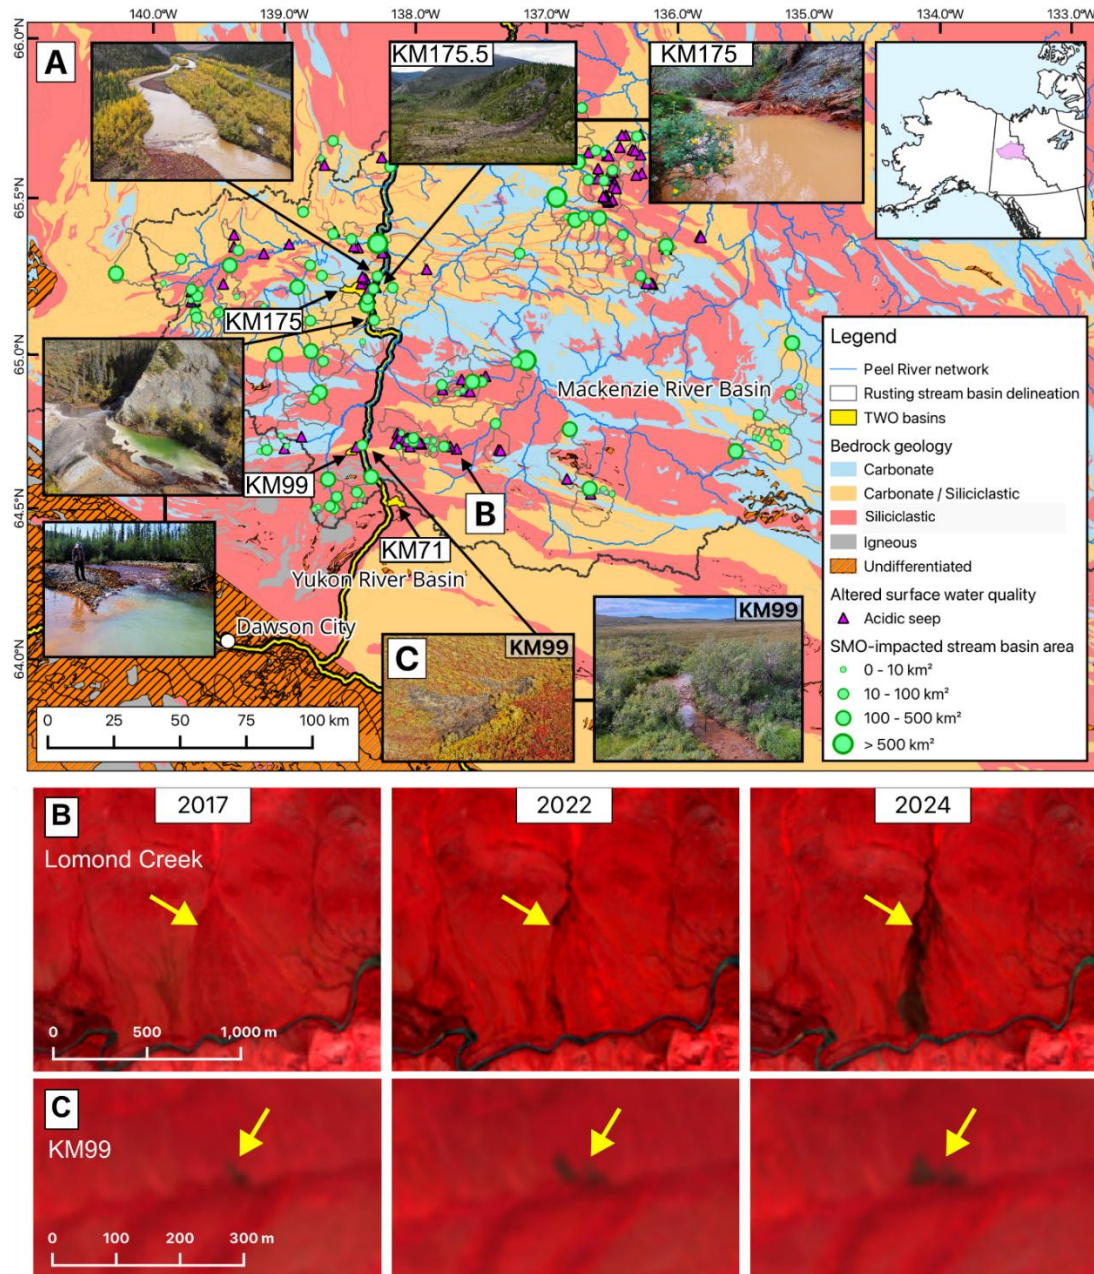 140.0°W 139.0°W 138.0°W 137.0°W 136.0°W 135.0°W 134.0°W 133.0°W
66.0°N
65.5°N
65.0°N
64.5°N
64.0°N
A
KM175.5
KM175
KM175
KM99
KM71
B
Mackenzie River Basin
Yukon River Basin
Dawson City
C
KM99
KM99
0 25 50 75 100 km
Legend
Peel River network
Rusting stream basin delineation
TWO basins
Bedrock geology
Carbonate
Carbonate / Siliciclastic
Siliciclastic
Igneous
Undifferentiated
Altered surface water quality
Acidic seep
SMO-impacted stream basin area
0 - 10 km²
10 - 100 km²
100 - 500 km²
> 500 km²
B
2017
2022
2024
Lomond Creek
0 500 1,000 m
C
KM99
0 100 200 300 m